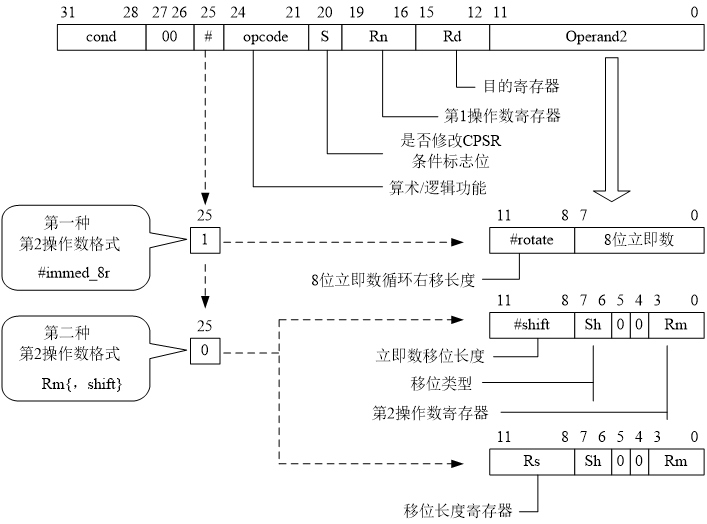 31 28 27 26 25 24 21 20 19 16 15 12 11 0
cond 00 # opcode S Rn Rd Operand2
目的寄存器
第1操作数寄存器
是否修改CPSR
条件标志位
算术/逻辑功能
第一种
第2操作数格式
#immed_8r
25
1
11 8 7 0
#rotate 8位立即数
8位立即数循环右移长度
第二种
第2操作数格式
Rm{，shift}
25
0
11 8 7 6 5 4 3 0
#shift Sh 0 0 Rm
立即数移位长度
移位类型
第2操作数寄存器
11 8 7 6 5 4 3 0
Rs Sh 0 0 Rm
移位长度寄存器